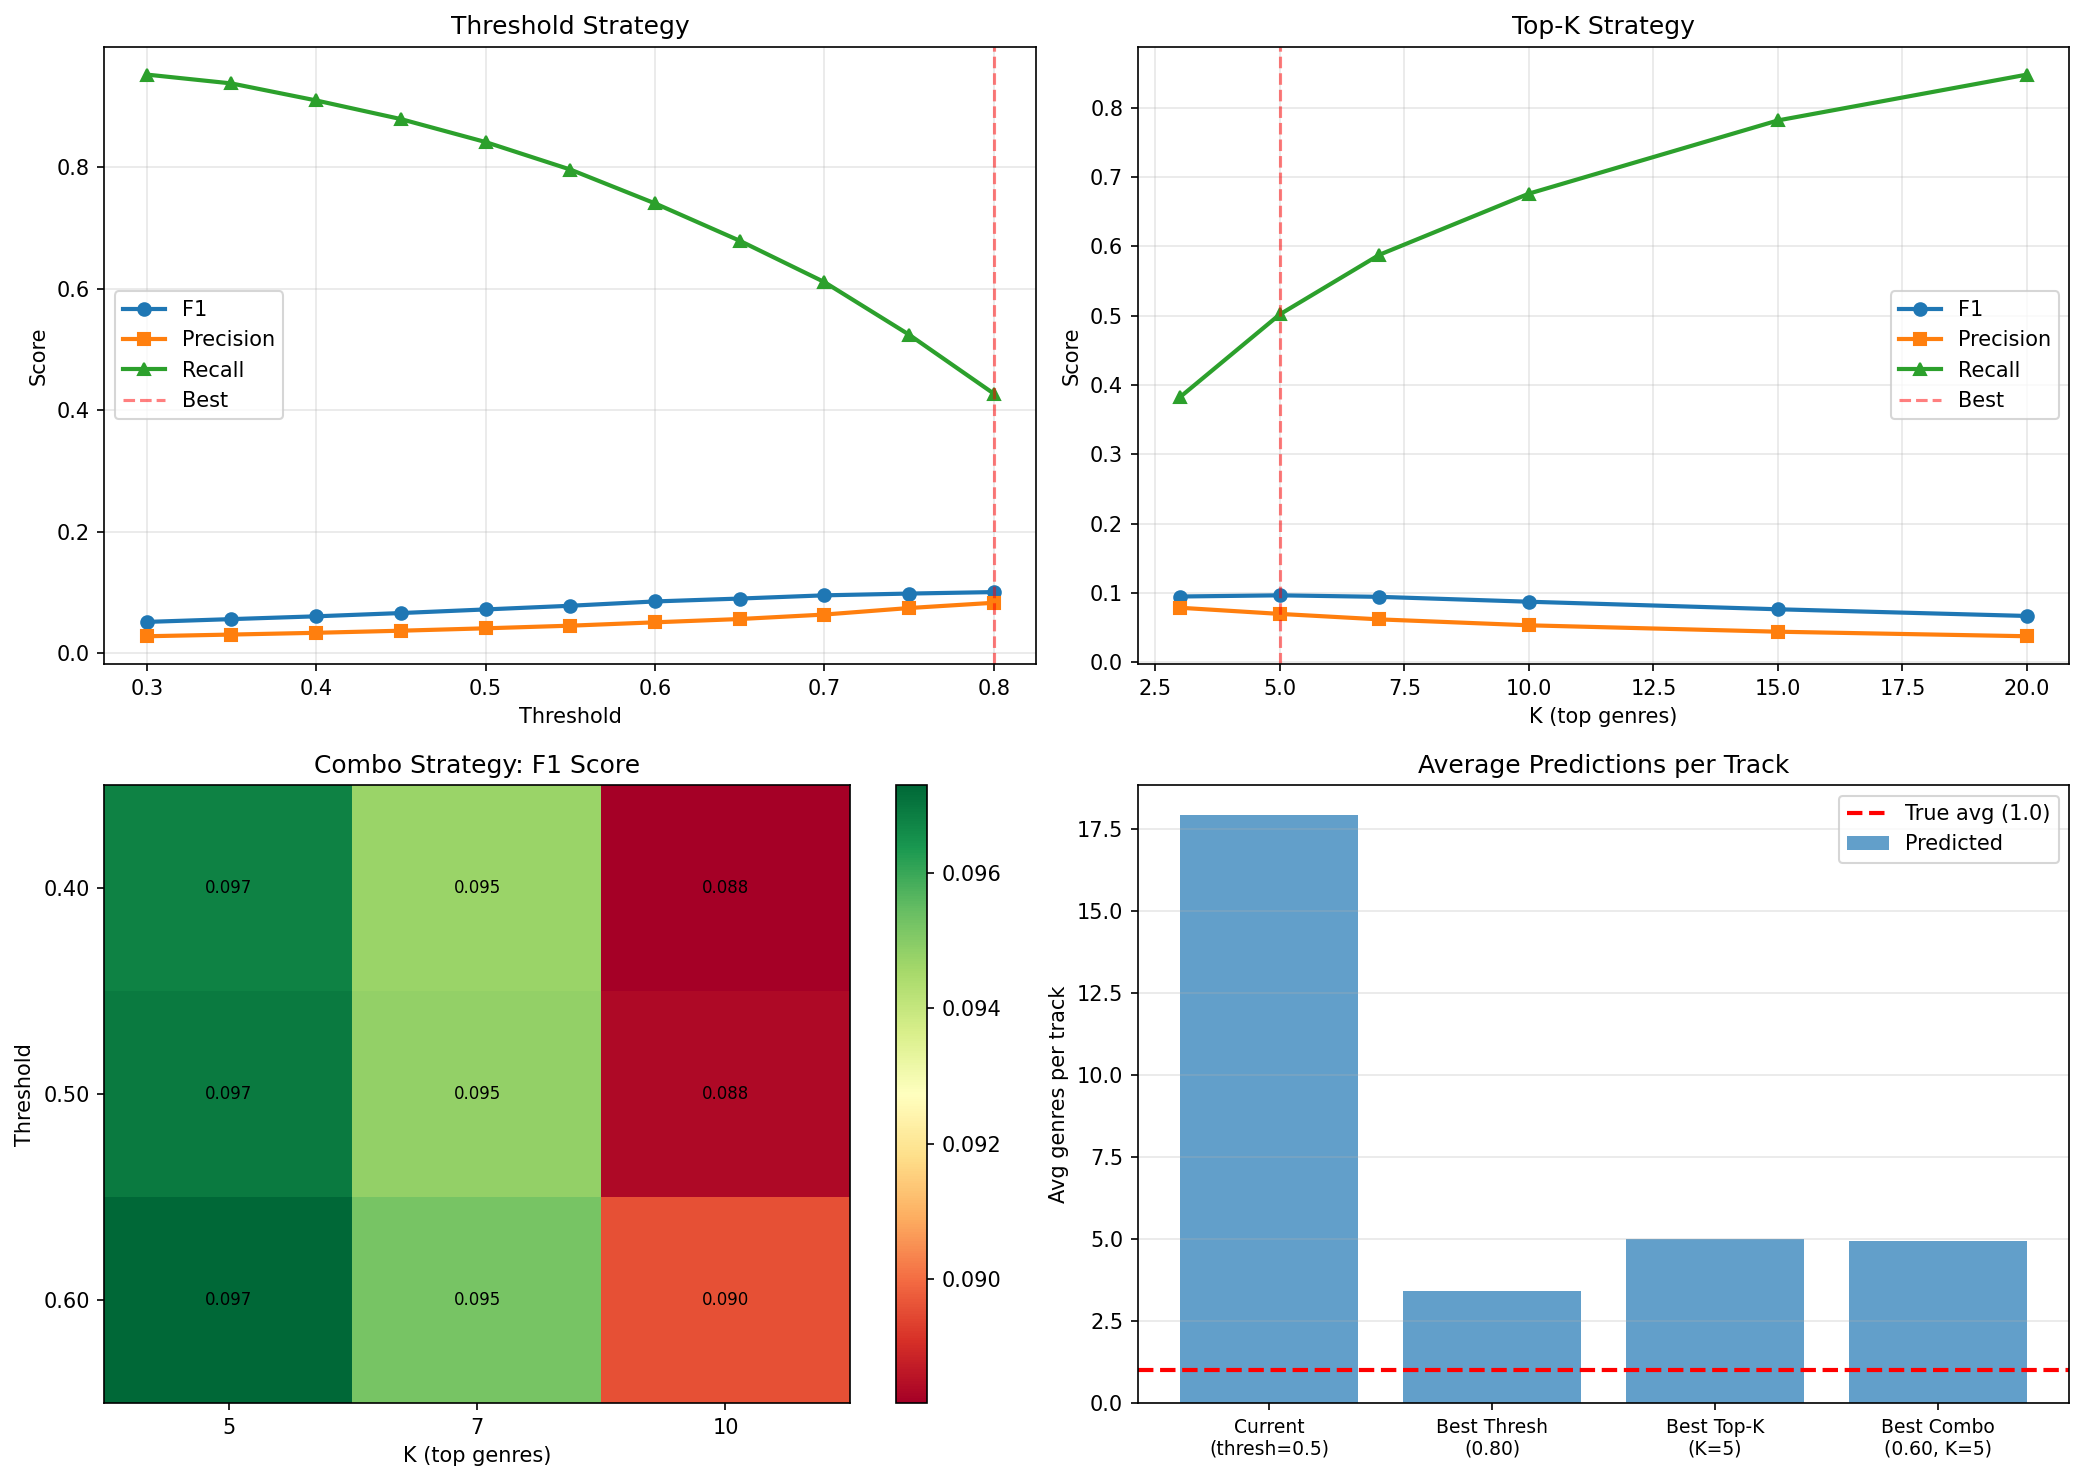 Threshold Strategy
Score
0.8
0.6
0.4
0.2
0.0
F1
Precision
Recall
Best
0.3 0.4 0.5 0.6 0.7 0.8
Threshold
Top-K Strategy
Score
0.8
0.7
0.6
0.5
0.4
0.3
0.2
0.1
0.0
F1
Precision
Recall
Best
2.5 5.0 7.5 10.0 12.5 15.0 17.5 20.0
K (top genres)
Combo Strategy: F1 Score
Threshold
0.40
0.50
0.60
0.097 0.095 0.088
0.097 0.095 0.088
0.097 0.095 0.090
5 7 10
K (top genres)
0.096
0.094
0.092
0.090
Average Predictions per Track
Avg genres per track
17.5
15.0
12.5
10.0
7.5
5.0
2.5
0.0
True avg (1.0)
Predicted
Current
(thresh=0.5)
Best Thresh
(0.80)
Best Top-K
(K=5)
Best Combo
(0.60, K=5)